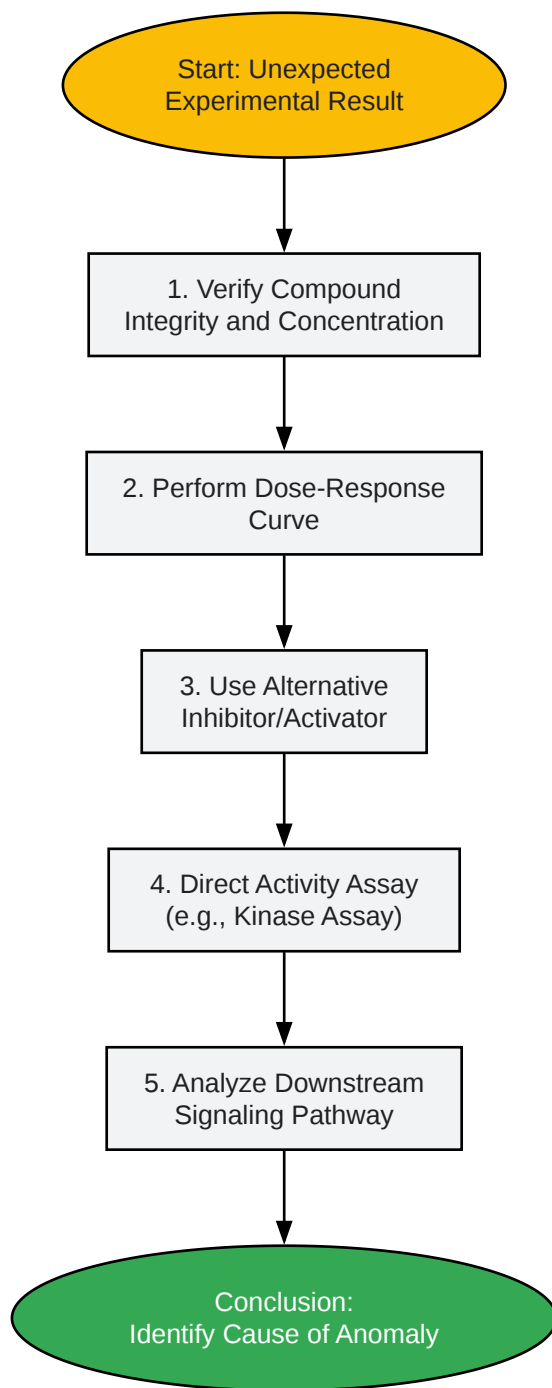 Start: Unexpected
Experimental Result
1. Verify Compound
Integrity and Concentration
2. Perform Dose-Response
Curve
3. Use Alternative
Inhibitor/Activator
4. Direct Activity Assay
(e.g., Kinase Assay)
5. Analyze Downstream
Signaling Pathway
Conclusion:
Identify Cause of Anomaly